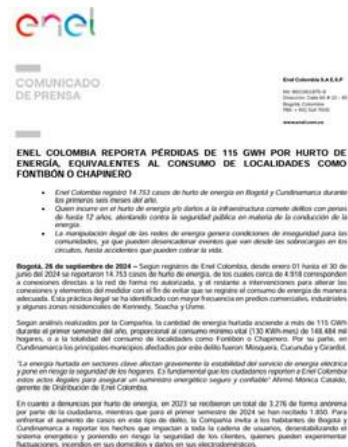 enel
COMUNICADO
DE PRENSA
Enel Colombia S.A E.S.P
www.enel.com.co
ENEL COLOMBIA REPORTA PÉRDIDAS DE 115 GWH POR HURTO DE
ENERGÍA, EQUIVALENTES AL CONSUMO DE LOCALIDADES COMO
FONTIBÓN O CHAPINERO
• Enel Colombia registró 14.753 casos de hurto de energía en Bogotá y Cundinamarca durante
los primeros seis meses del año.
• Quien incurre en el hurto de energía y/o daños a la infraestructura comete delitos con penas
de hasta 12 años, atentando contra la seguridad pública en materia de la conducción de la
energía.
• La manipulación ilegal de las redes de energía genera condiciones de inseguridad para las
comunidades, ya que pueden desencadenar eventos que van desde las sobrecargas en los
circuitos, hasta accidentes que pueden cobrar la vida.
Bogotá, 26 de septiembre de 2024 – Según registros de Enel Colombia, desde enero 01 hasta el 30 de
junio del 2024 se reportaron 14.753 casos de hurto de energía, de los cuales cerca de 4.918 corresponden
a conexiones directas a la red de forma no autorizada, y el restante a intervenciones para alterar las
conexiones y elementos del medidor con el fin de evitar que se registre el consumo de energía de manera
adecuada. Esta práctica ilegal se ha identificado con mayor frecuencia en predios comerciales, industriales
y algunas zonas residenciales de Kennedy, Soacha y Usme.
Según análisis realizados por la Compañía, la cantidad de energía hurtada asciende a más de 115 GWh
durante el primer semestre del año, proporcional al consumo mínimo vital (130 KWh-mes) de 148.484 mil
hogares, o a la totalidad del consumo de localidades como Fontibón o Chapinero. Por su parte, en
Cundinamarca los principales municipios afectados por este delito fueron Mosquera, Cucunuba y Girardot.
"La energía hurtada en sectores clave afectan gravemente la estabilidad del servicio de energía eléctrica
y pone en riesgo la seguridad de los hogares. Es fundamental que los ciudadanos reporten a Enel Colombia
estos actos ilegales para asegurar un suministro energético seguro y confiable" Afirmó Mónica Cataldo,
gerente de Distribución de Enel Colombia.
En cuanto a denuncias por hurto de energía, en 2023 se recibieron un total de 3.276 de forma anónima
por parte de la ciudadanía, mientras que para el primer semestre de 2024 se han recibido 1.850. Para
enfrentar el aumento de casos en este tipo de delito, la Compañía invita a los habitantes de Bogotá y
Cundinamarca a reportar los hechos que impactan a toda la cadena de usuarios, desestabilizando el
sistema energético y poniendo en riesgo la seguridad de los clientes, quienes pueden experimentar
fluctuaciones, incendios en sus domicilios y daños en sus electrodomésticos.